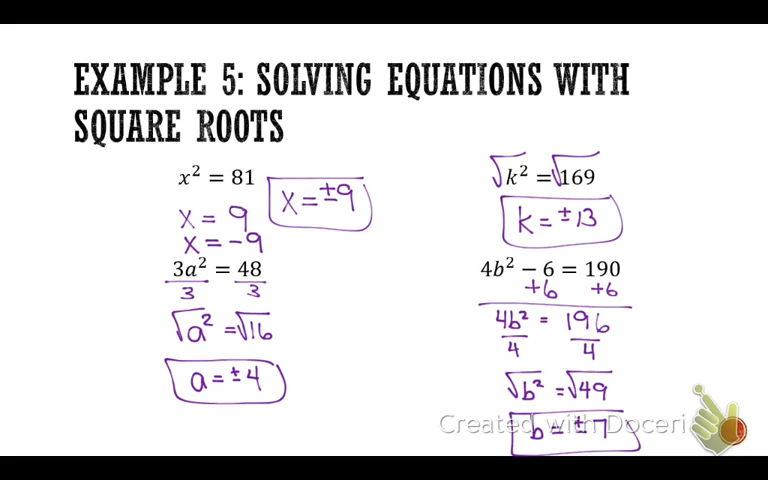 EXAMPLE 5: SOLVING EQUATIONS WITH
SQUARE ROOTS
x² = 81
x = 9
x = -9
x = ±9
3a² = 48
3 3
√a² = √16
a = ±4
√k² = √169
k = ±13
4b² − 6 = 190
+6 +6
4b² = 196
4 4
√b² = √49
b = ±7
Created with Doceri